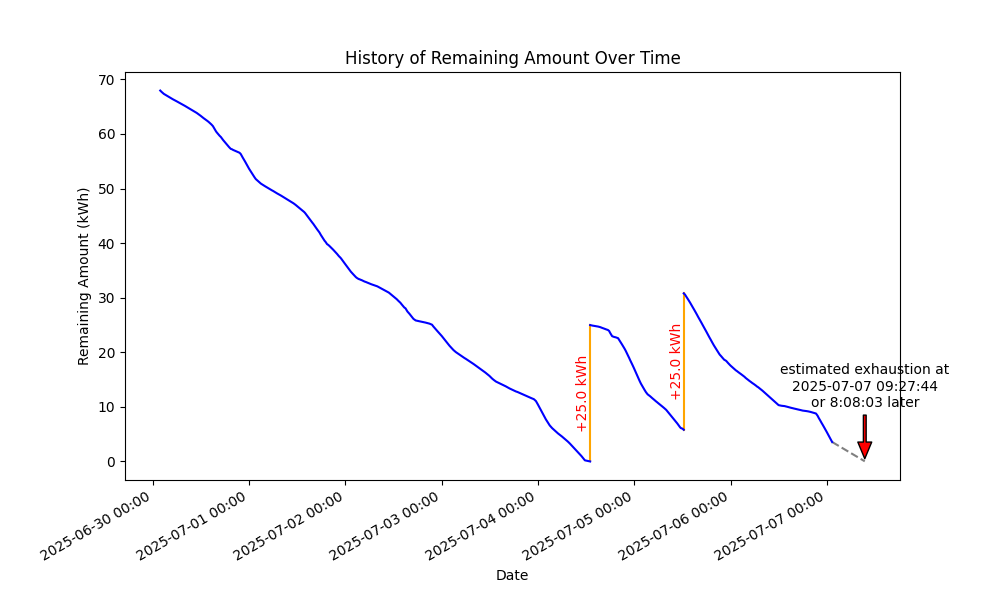 History of Remaining Amount Over Time
Remaining Amount (kWh)
70
60
50
40
30
20
10
0
+25.0 kWh
+25.0 kWh
estimated exhaustion at
2025-07-07 09:27:44
or 8:08:03 later
2025-06-30 00:00
2025-07-01 00:00
2025-07-02 00:00
2025-07-03 00:00
2025-07-04 00:00
2025-07-05 00:00
2025-07-06 00:00
2025-07-07 00:00
Date